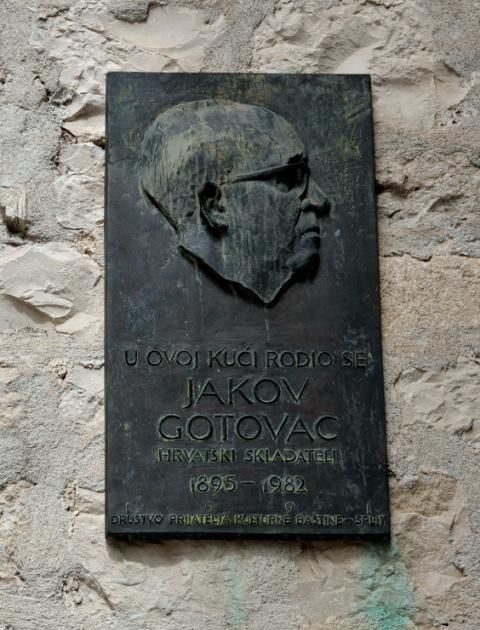 U OVOJ KUĆI RODIO SE
JAKOV
GOTOVAC
HRVATSKI SKLADATELJ
1895 – 1982
DRUŠTVO PRIJATELJA KULTURNE BAŠTINE – SPLIT